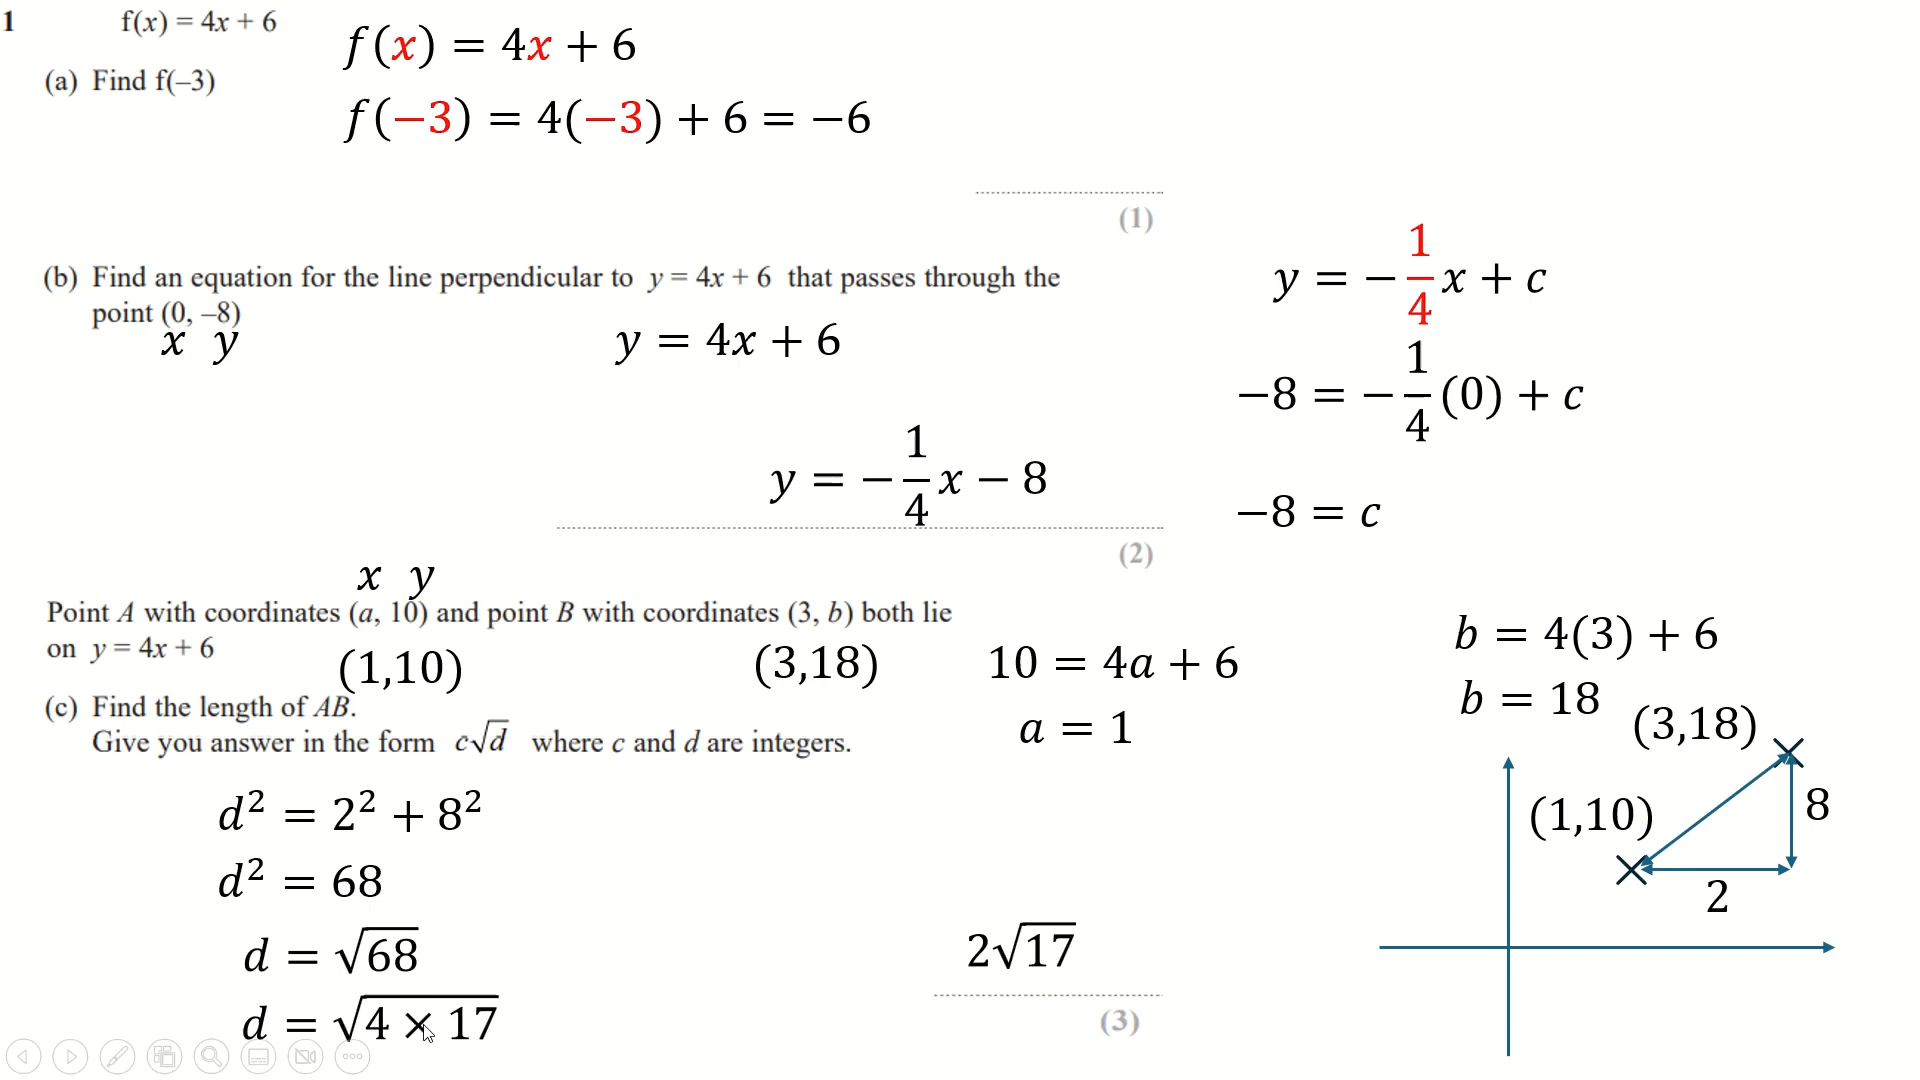 1 f(x) = 4x + 6
f(x) = 4x + 6
(a) Find f(–3)
f(−3) = 4(−3) + 6 = −6
(1)
(b) Find an equation for the line perpendicular to y = 4x + 6 that passes through the
point (0, –8)
x y
y = 4x + 6
y = −1/4 x + c
−8 = −1/4 (0) + c
y = −1/4 x − 8
−8 = c
(2)
x y
Point A with coordinates (a, 10) and point B with coordinates (3, b) both lie
on y = 4x + 6
(1,10)
(3,18)
10 = 4a + 6
a = 1
b = 4(3) + 6
b = 18
(c) Find the length of AB.
Give you answer in the form c√d where c and d are integers.
d² = 2² + 8²
d² = 68
d = √68
d = √4 × 17
2√17
(3)
(3,18)
(1,10)
8
2